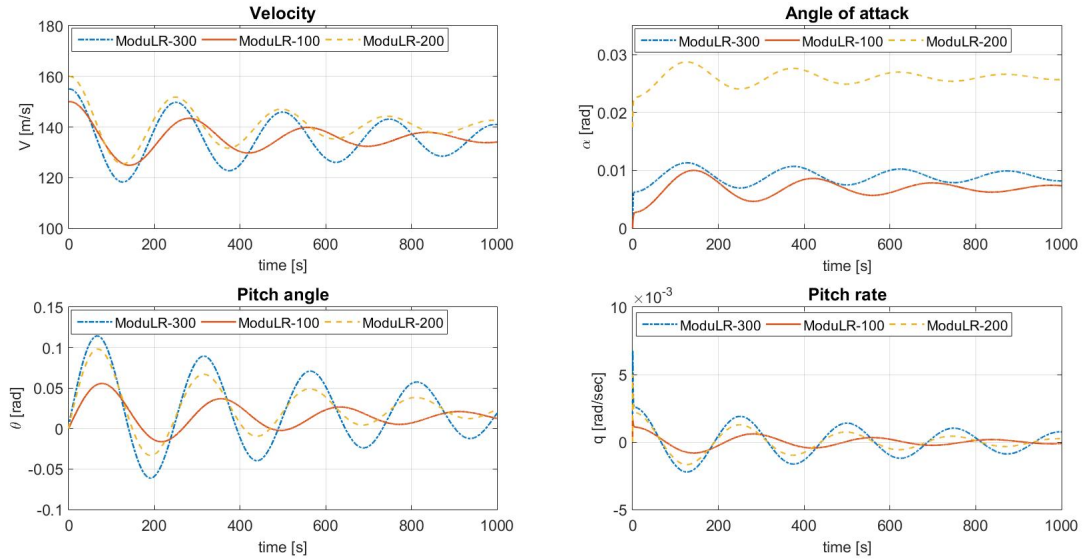 Velocity
ModuLR-300 ModuLR-100 ModuLR-200
180
160
140
120
100
V [m/s]
0 200 400 600 800 1000
time [s]
Angle of attack
ModuLR-300 ModuLR-100 ModuLR-200
0.03
0.02
0.01
0
α [rad]
0 200 400 600 800 1000
time [s]
Pitch angle
ModuLR-300 ModuLR-100 ModuLR-200
0.15
0.1
0.05
0
-0.05
-0.1
θ [rad]
0 200 400 600 800 1000
time [s]
Pitch rate
×10⁻³
ModuLR-300 ModuLR-100 ModuLR-200
10
5
0
-5
q [rad/sec]
0 200 400 600 800 1000
time [s]